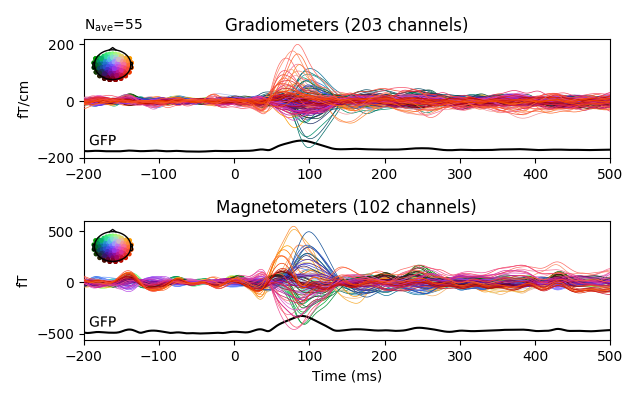 Nave=55
Gradiometers (203 channels)
200
0
−200
fT/cm
GFP
−200 −100 0 100 200 300 400 500
Magnetometers (102 channels)
500
0
−500
fT
GFP
−200 −100 0 100 200 300 400 500
Time (ms)